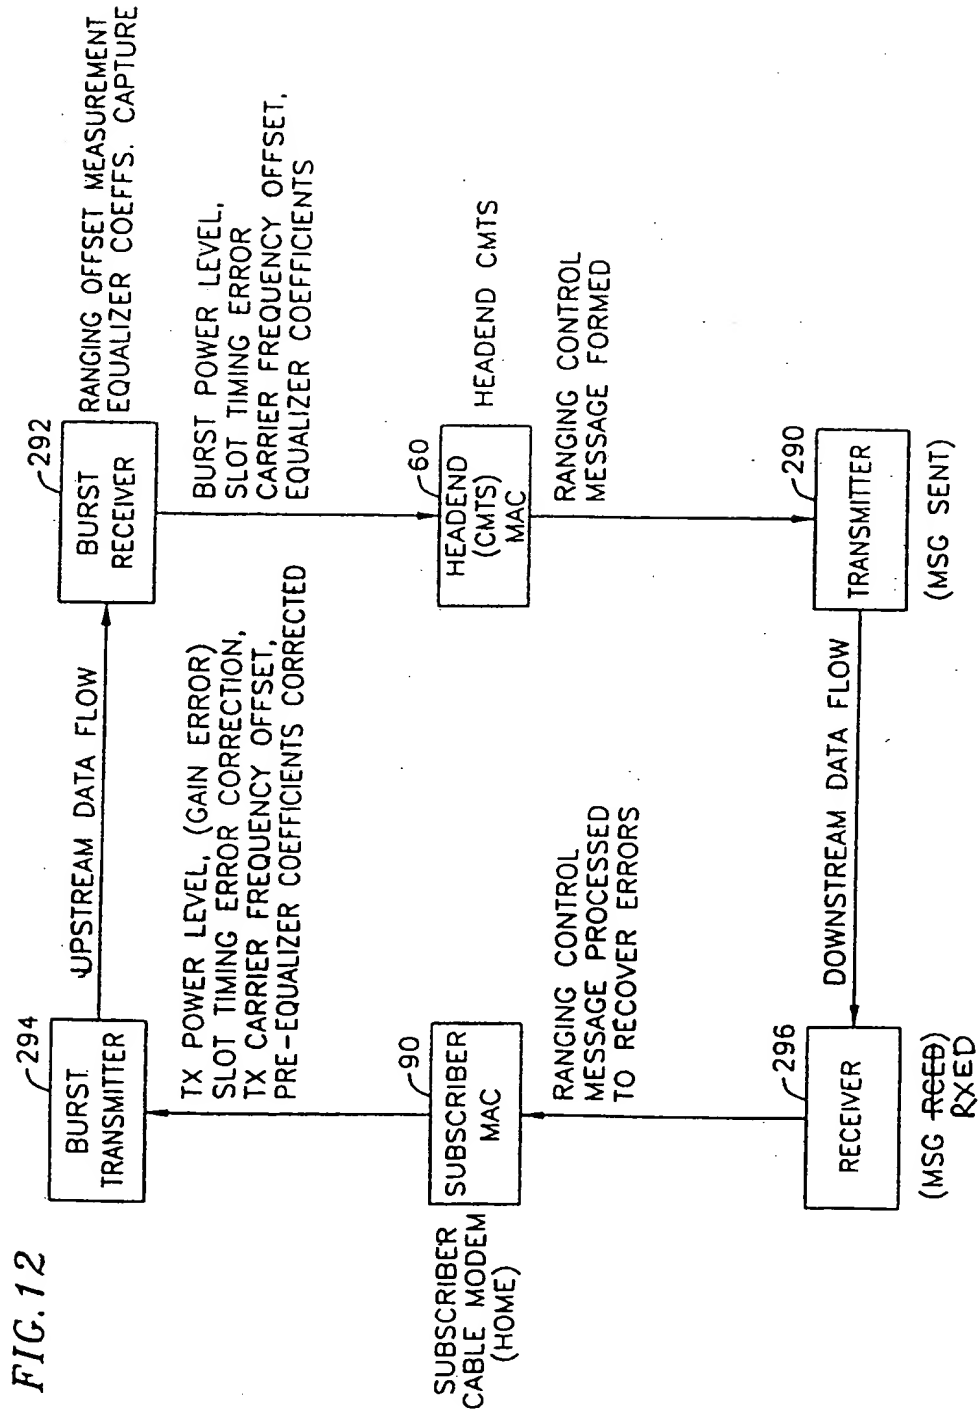 FIG.12
294
BURST
TRANSMITTER
UPSTREAM DATA FLOW
292
BURST
RECEIVER
RANGING OFFSET MEASUREMENT
EQUALIZER COEFFS. CAPTURE
TX POWER LEVEL, (GAIN ERROR)
SLOT TIMING ERROR CORRECTION,
TX CARRIER FREQUENCY OFFSET,
PRE-EQUALIZER COEFFICIENTS CORRECTED
BURST POWER LEVEL,
SLOT TIMING ERROR
CARRIER FREQUENCY OFFSET,
EQUALIZER COEFFICIENTS
SUBSCRIBER
CABLE MODEM
(HOME)
90
SUBSCRIBER
MAC
60
HEADEND
(CMTS)
MAC
HEADEND CMTS
RANGING CONTROL
MESSAGE PROCESSED
TO RECOVER ERRORS
RANGING CONTROL
MESSAGE FORMED
296
RECEIVER
DOWNSTREAM DATA FLOW
290
TRANSMITTER
(MSG RCED)
RXED
(MSG SENT)